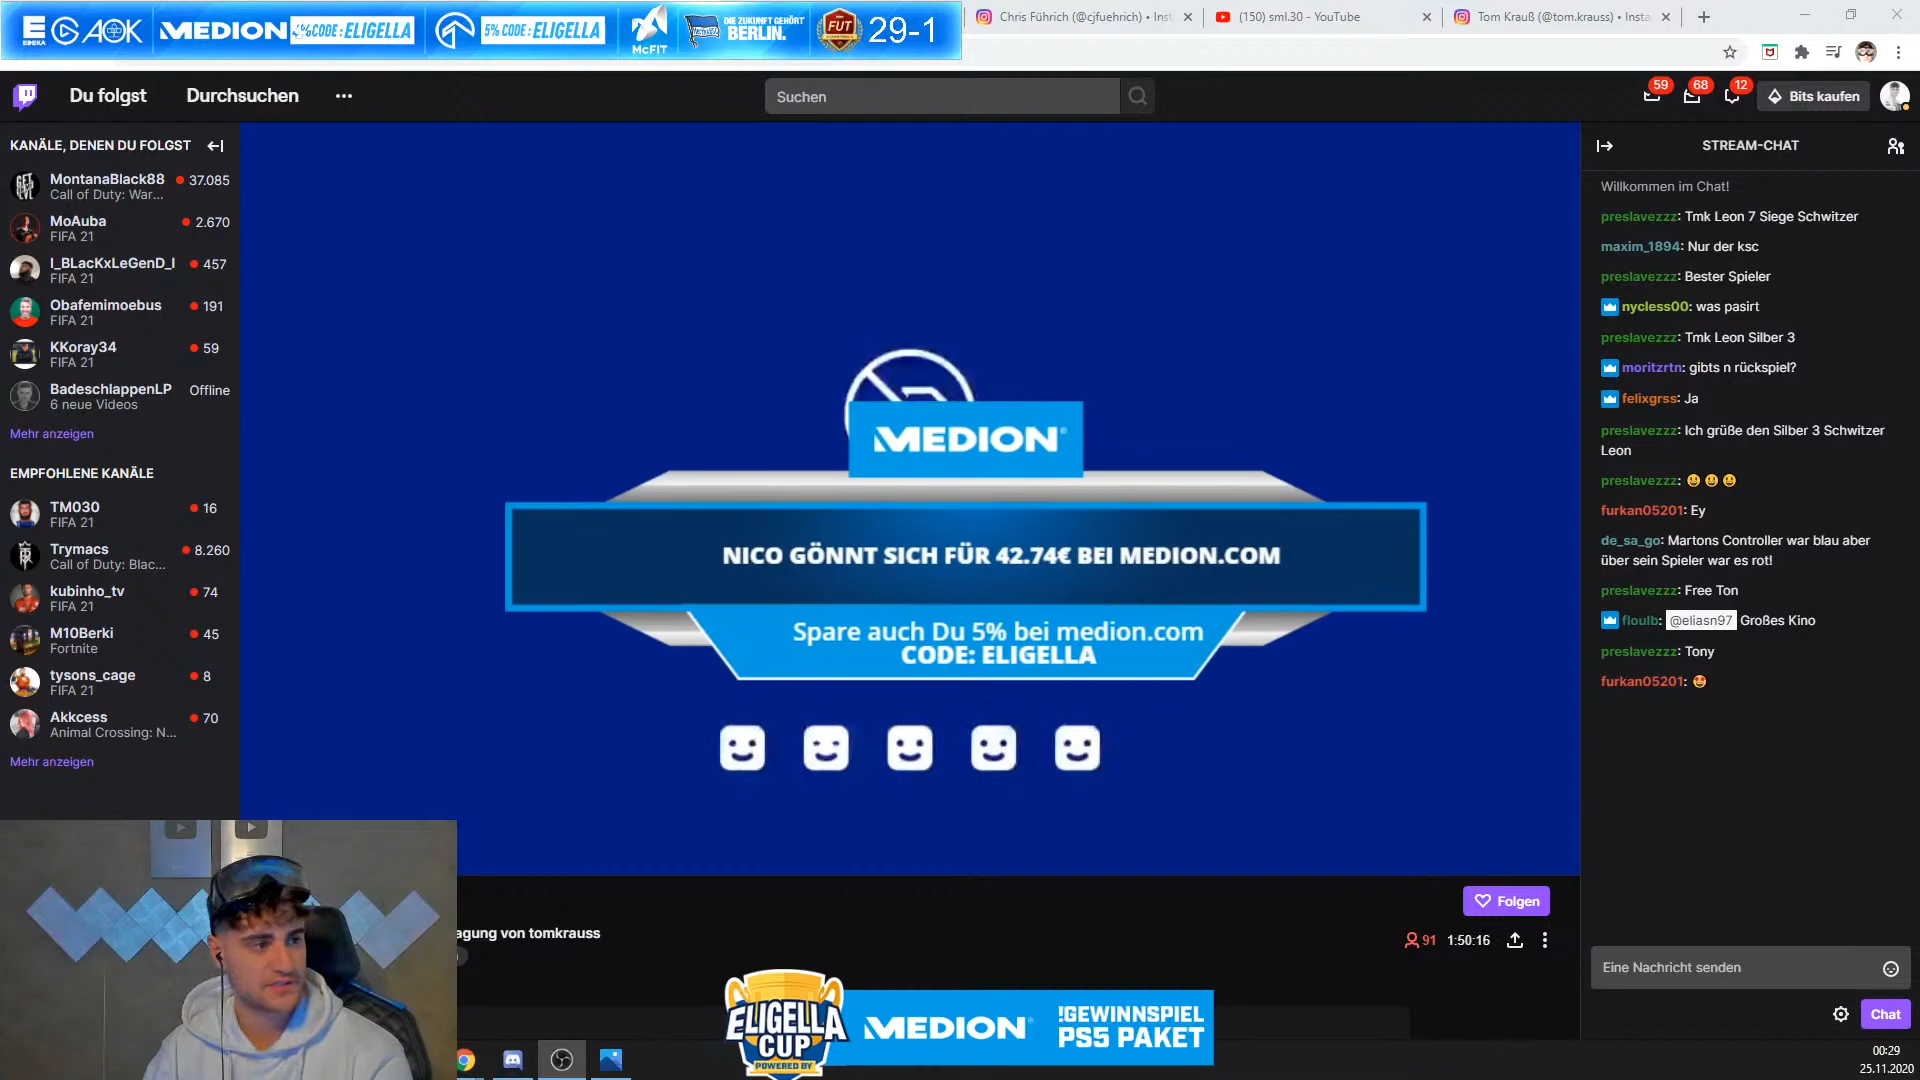 EDEKA
AOK
MEDION
5% CODE: ELIGELLA
McFIT
DIE ZUKUNFT GEHÖRT
BERLIN.
FUT
29-1
Chris Führich (@cjfuehrich) • Inst
(150) sml.30 - YouTube
Tom Krauß (@tom.krauss) • Insta
Du folgst
Durchsuchen
Suchen
59
68
12
Bits kaufen
KANÄLE, DENEN DU FOLGST
MontanaBlack88
37.085
Call of Duty: War...
MoAuba
2.670
FIFA 21
I_BLacKxLeGenD_I
457
FIFA 21
Obafemimoebus
191
FIFA 21
KKoray34
59
FIFA 21
BadeschlappenLP
Offline
6 neue Videos
Mehr anzeigen
EMPFOHLENE KANÄLE
TM030
16
FIFA 21
Trymacs
8.260
Call of Duty: Blac...
kubinho_tv
74
FIFA 21
M10Berki
45
Fortnite
tysons_cage
8
FIFA 21
Akkcess
70
Animal Crossing: N...
Mehr anzeigen
MEDION
NICO GÖNNT SICH FÜR 42.74€ BEI MEDION.COM
Spare auch Du 5% bei medion.com
CODE: ELIGELLA
agung von tomkrauss
Folgen
91
1:50:16
ELIGELLA
CUP
POWERED BY
MEDION
!GEWINNSPIEL
PS5 PAKET
STREAM-CHAT
Willkommen im Chat!
preslavezzz: Tmk Leon 7 Siege Schwitzer
maxim_1894: Nur der ksc
preslavezzz: Bester Spieler
nycless00: was pasirt
preslavezzz: Tmk Leon Silber 3
moritzrtn: gibts n rückspiel?
felixgrss: Ja
preslavezzz: Ich grüße den Silber 3 Schwitzer
Leon
preslavezzz: 😃 😃 😃
furkan05201: Ey
de_sa_go: Martons Controller war blau aber
über sein Spieler war es rot!
preslavezzz: Free Ton
floulb: @eliasn97 Großes Kino
preslavezzz: Tony
furkan05201: 🤩
Eine Nachricht senden
Chat
00:29
25.11.2020